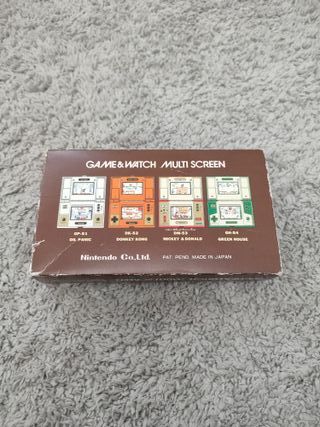 GAME&WATCH MULTI SCREEN
OP-51 DK-52 DM-53 GH-54
OIL PANIC DONKEY KONG MICKEY & DONALD GREEN HOUSE
Nintendo Co.,Ltd. PAT. PEND. MADE IN JAPAN